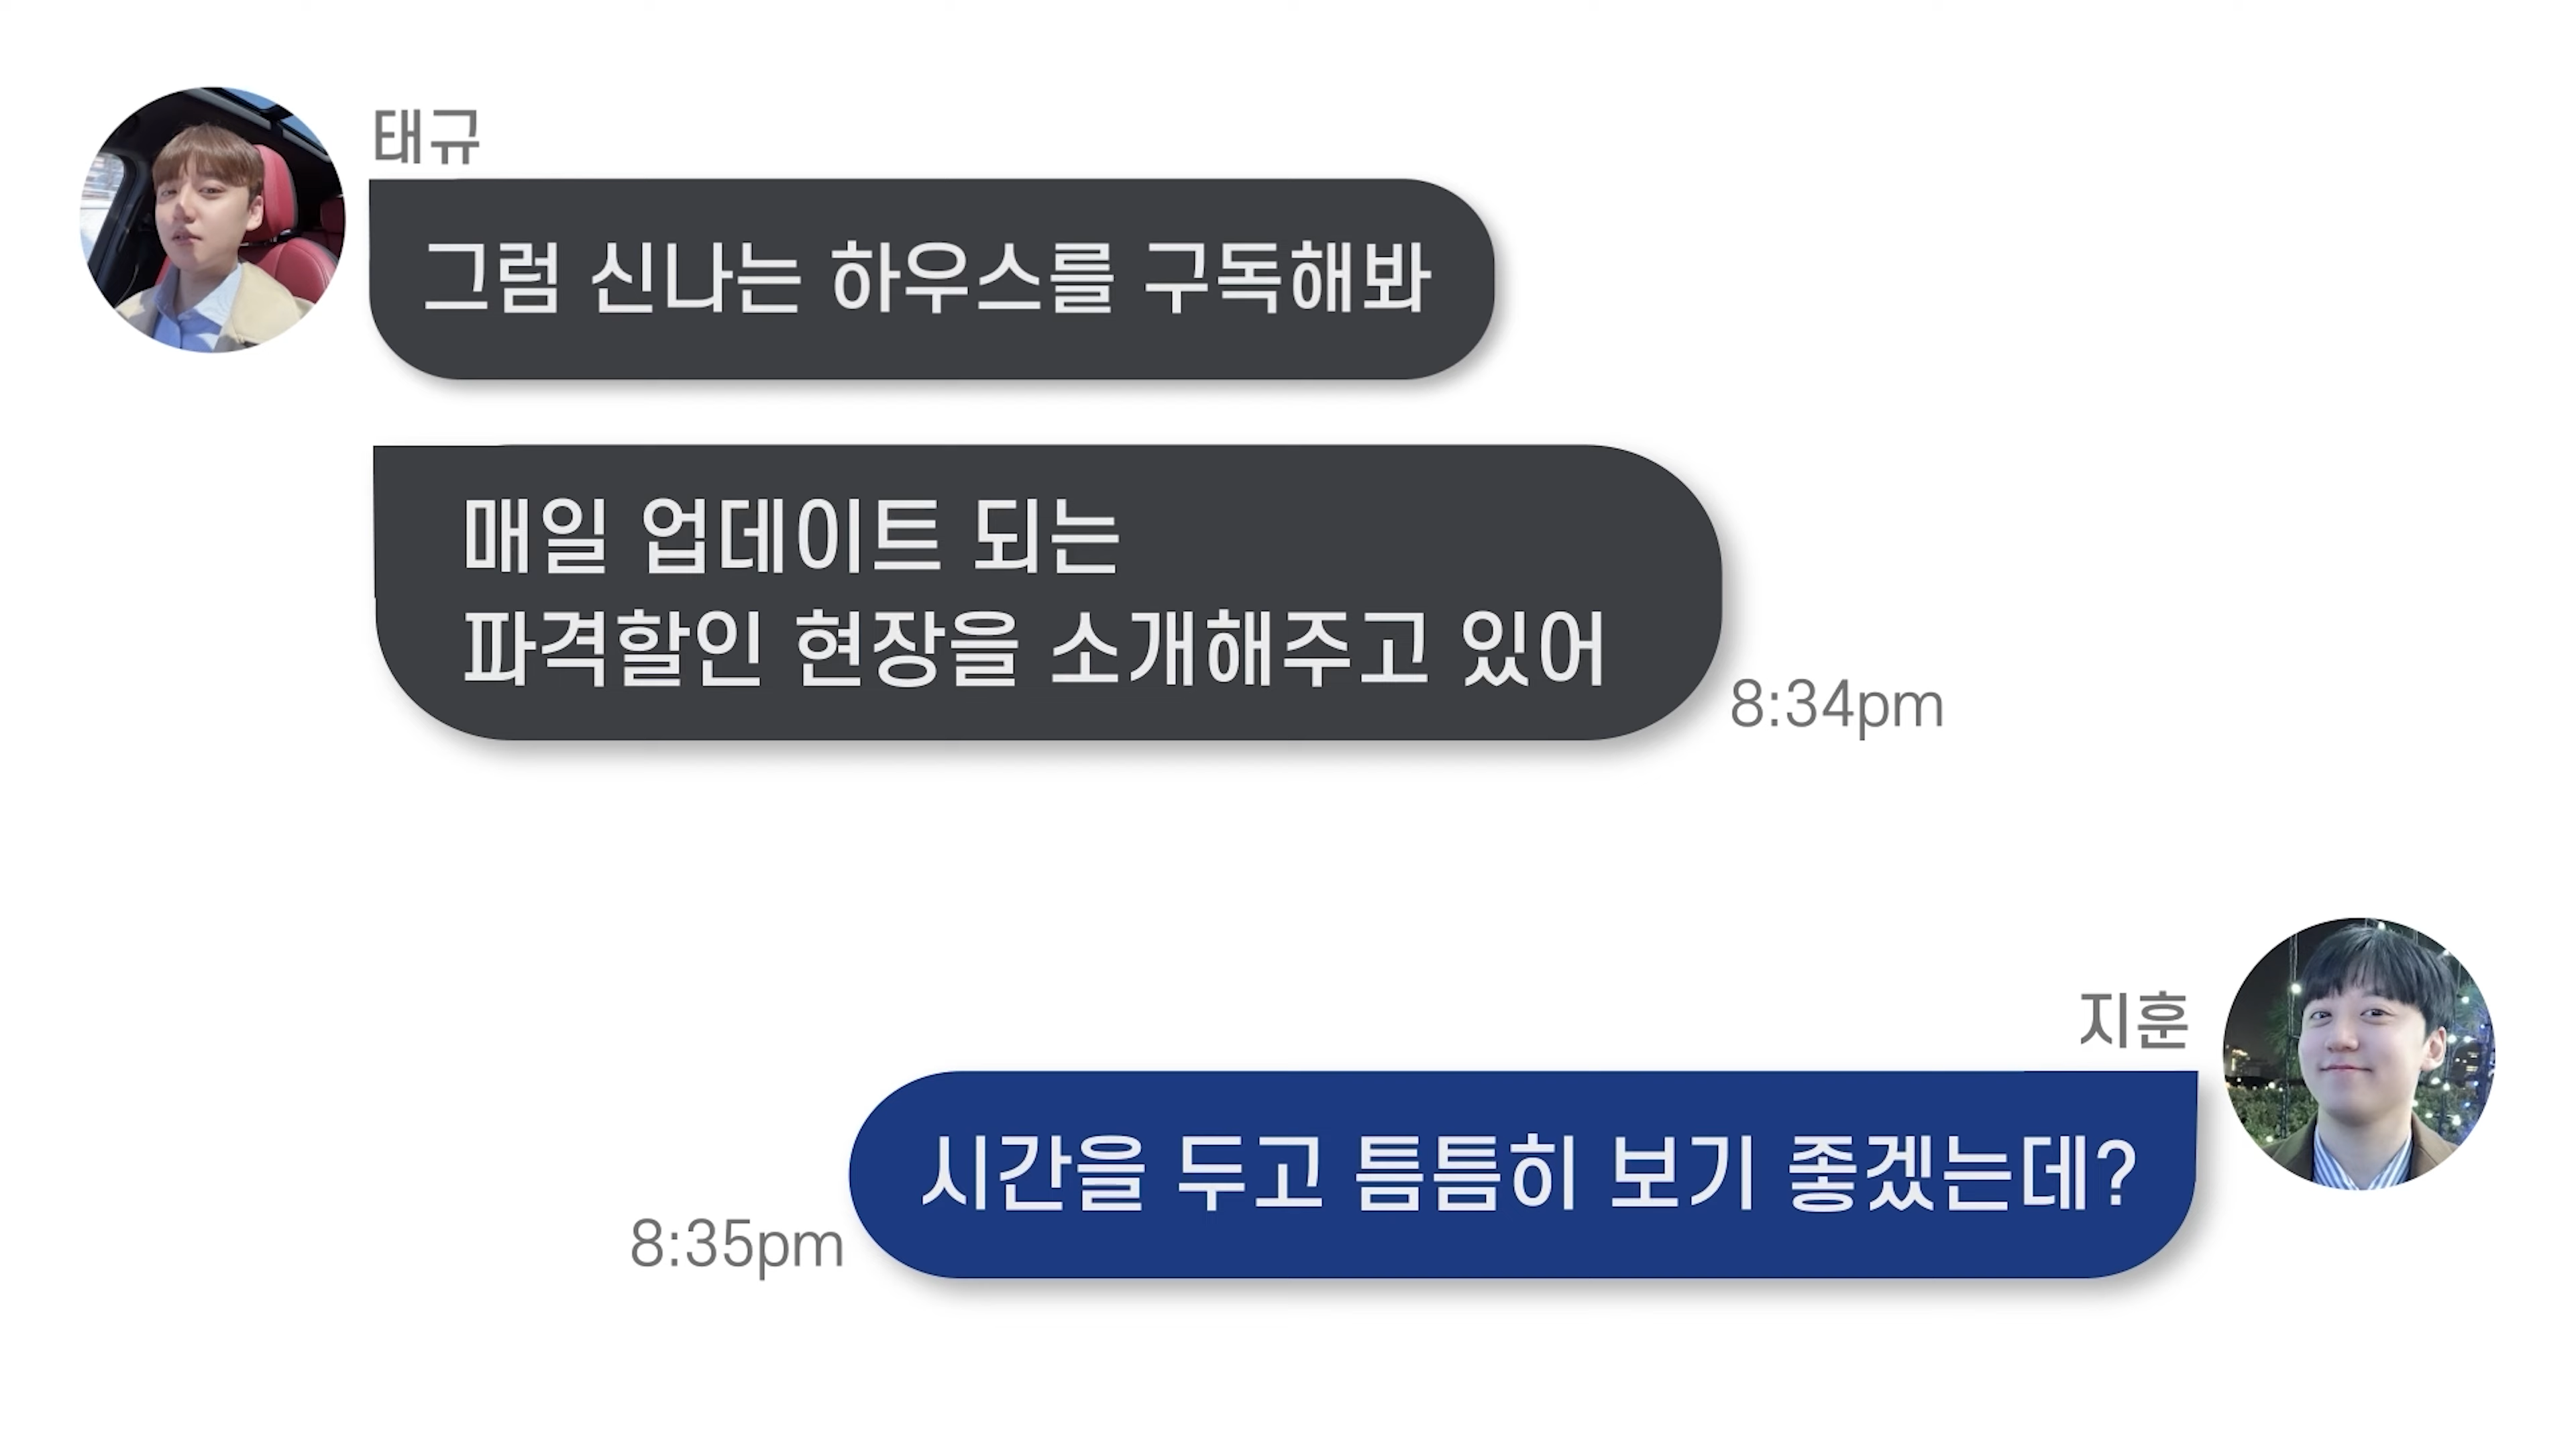 태규
그럼 신나는 하우스를 구독해봐
매일 업데이트 되는
파격할인 현장을 소개해주고 있어
8:34pm
지훈
시간을 두고 틈틈히 보기 좋겠는데?
8:35pm